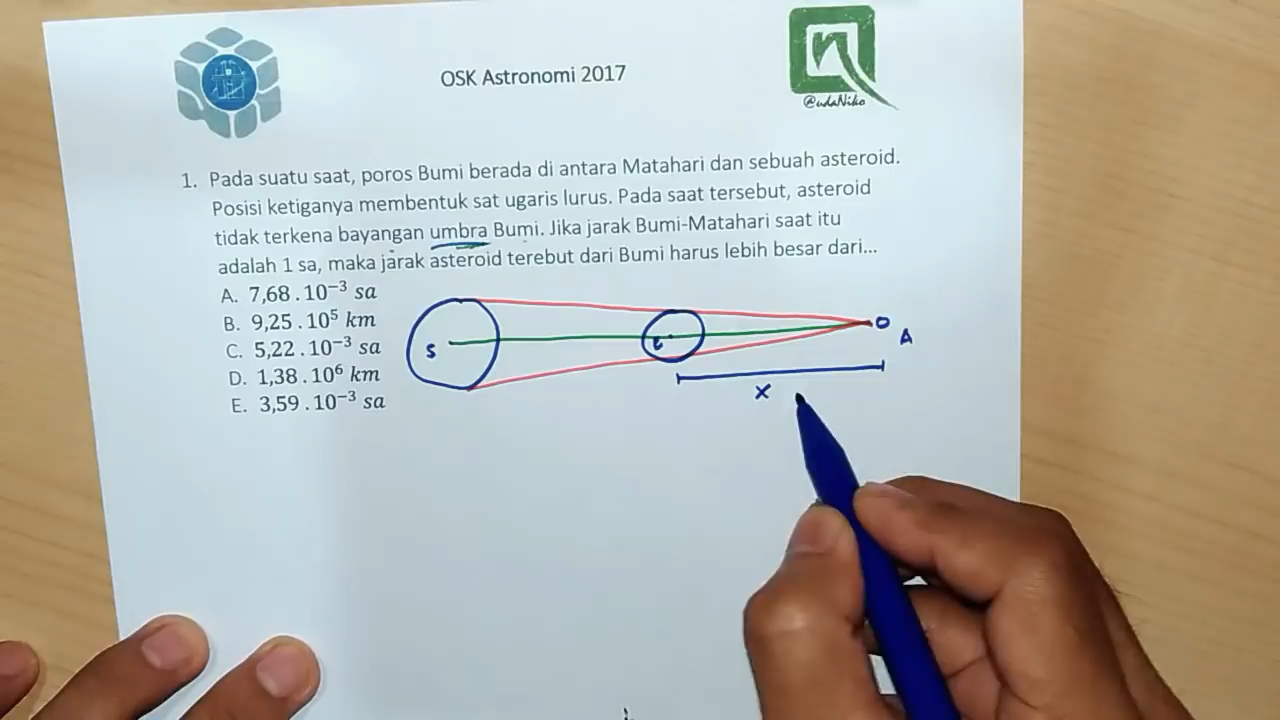 OSK Astronomi 2017
@udaNiko
1. Pada suatu saat, poros Bumi berada di antara Matahari dan sebuah asteroid.
Posisi ketiganya membentuk sat ugaris lurus. Pada saat tersebut, asteroid
tidak terkena bayangan umbra Bumi. Jika jarak Bumi-Matahari saat itu
adalah 1 sa, maka jarak asteroid terebut dari Bumi harus lebih besar dari...
A. 7,68 . 10⁻³ sa
B. 9,25 . 10⁵ km
C. 5,22 . 10⁻³ sa
D. 1,38 . 10⁶ km
E. 3,59 . 10⁻³ sa
S
A
x